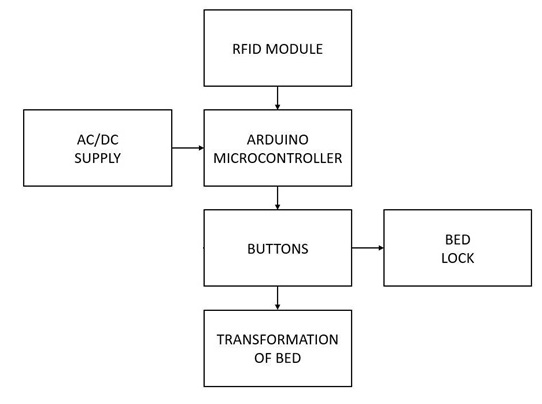 RFID MODULE
AC/DC
SUPPLY
ARDUINO
MICROCONTROLLER
BUTTONS
BED
LOCK
TRANSFORMATION
OF BED